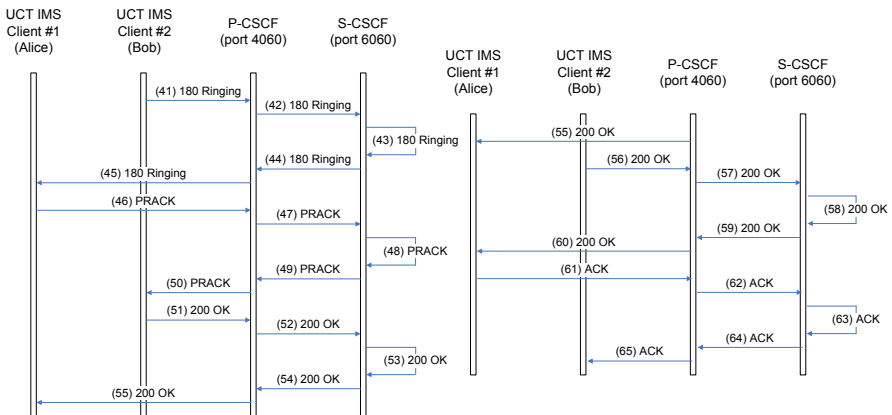 UCT IMS
Client #1
(Alice)
UCT IMS
Client #2
(Bob)
P-CSCF
(port 4060)
S-CSCF
(port 6060)
(41) 180 Ringing
(42) 180 Ringing
(43) 180 Ringing
(44) 180 Ringing
(45) 180 Ringing
(46) PRACK
(47) PRACK
(48) PRACK
(49) PRACK
(50) PRACK
(51) 200 OK
(52) 200 OK
(53) 200 OK
(54) 200 OK
(55) 200 OK
UCT IMS
Client #1
(Alice)
UCT IMS
Client #2
(Bob)
P-CSCF
(port 4060)
S-CSCF
(port 6060)
(55) 200 OK
(56) 200 OK
(57) 200 OK
(58) 200 OK
(59) 200 OK
(60) 200 OK
(61) ACK
(62) ACK
(63) ACK
(64) ACK
(65) ACK